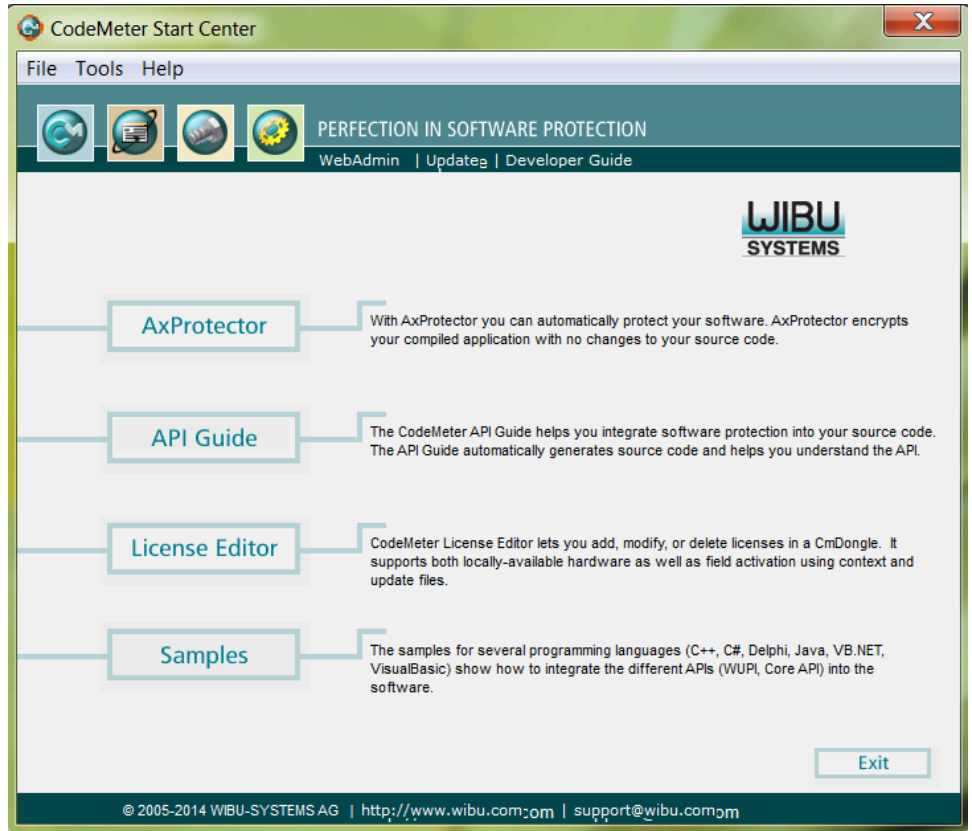 CodeMeter Start Center
File Tools Help
PERFECTION IN SOFTWARE PROTECTION
WebAdmin | Updates | Developer Guide
WIBU
SYSTEMS
AxProtector
With AxProtector you can automatically protect your software. AxProtector encrypts
your compiled application with no changes to your source code.
API Guide
The CodeMeter API Guide helps you integrate software protection into your source code.
The API Guide automatically generates source code and helps you understand the API.
License Editor
CodeMeter License Editor lets you add, modify, or delete licenses in a CmDongle. It
supports both locally-available hardware as well as field activation using context and
update files.
Samples
The samples for several programming languages (C++, C#, Delphi, Java, VB.NET,
VisualBasic) show how to integrate the different APIs (WUPI, Core API) into the
software.
Exit
© 2005-2014 WIBU-SYSTEMS AG | http://www.wibu.com | support@wibu.com